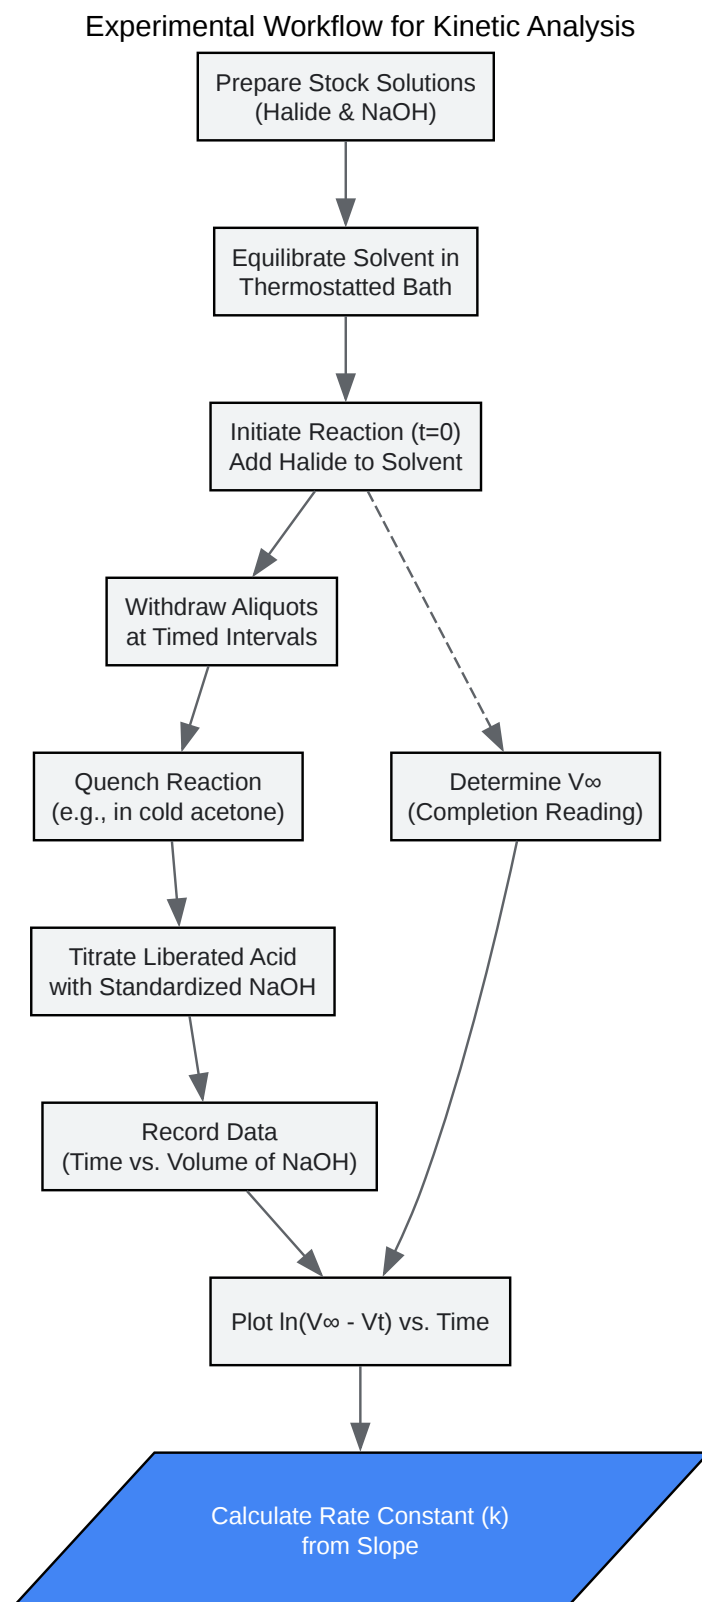 Experimental Workflow for Kinetic Analysis
Prepare Stock Solutions
(Halide & NaOH)
Equilibrate Solvent in
Thermostatted Bath
Initiate Reaction (t=0)
Add Halide to Solvent
Withdraw Aliquots
at Timed Intervals
Quench Reaction
(e.g., in cold acetone)
Determine V∞
(Completion Reading)
Titrate Liberated Acid
with Standardized NaOH
Record Data
(Time vs. Volume of NaOH)
Plot ln(V∞ - Vt) vs. Time
Calculate Rate Constant (k)
from Slope